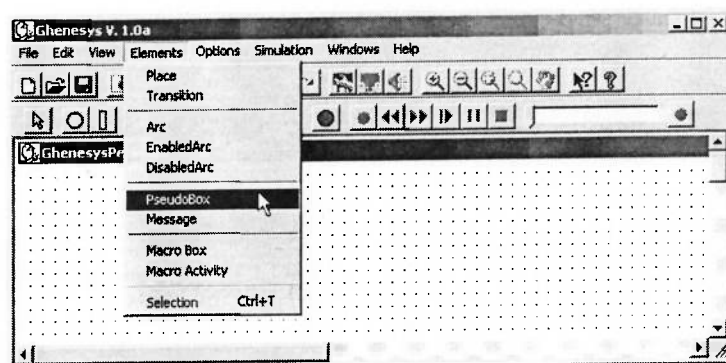 Ghenesys V. 1.0a
File Edit View Elements Options Simulation Windows Help
Place
Transition
Arc
EnabledArc
DisabledArc
GhenesysPr
PseudoBox
Message
Macro Box
Macro Activity
Selection Ctrl+T